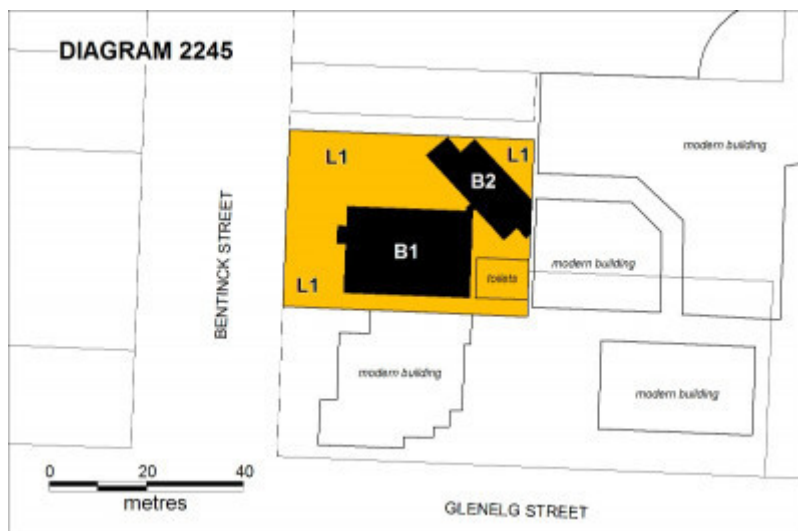 DIAGRAM 2245
modern building
L1
L1
B2
BENTINCK STREET
B1
modern building
toilets
L1
modern building
modern building
0 20 40
metres
GLENELG STREET